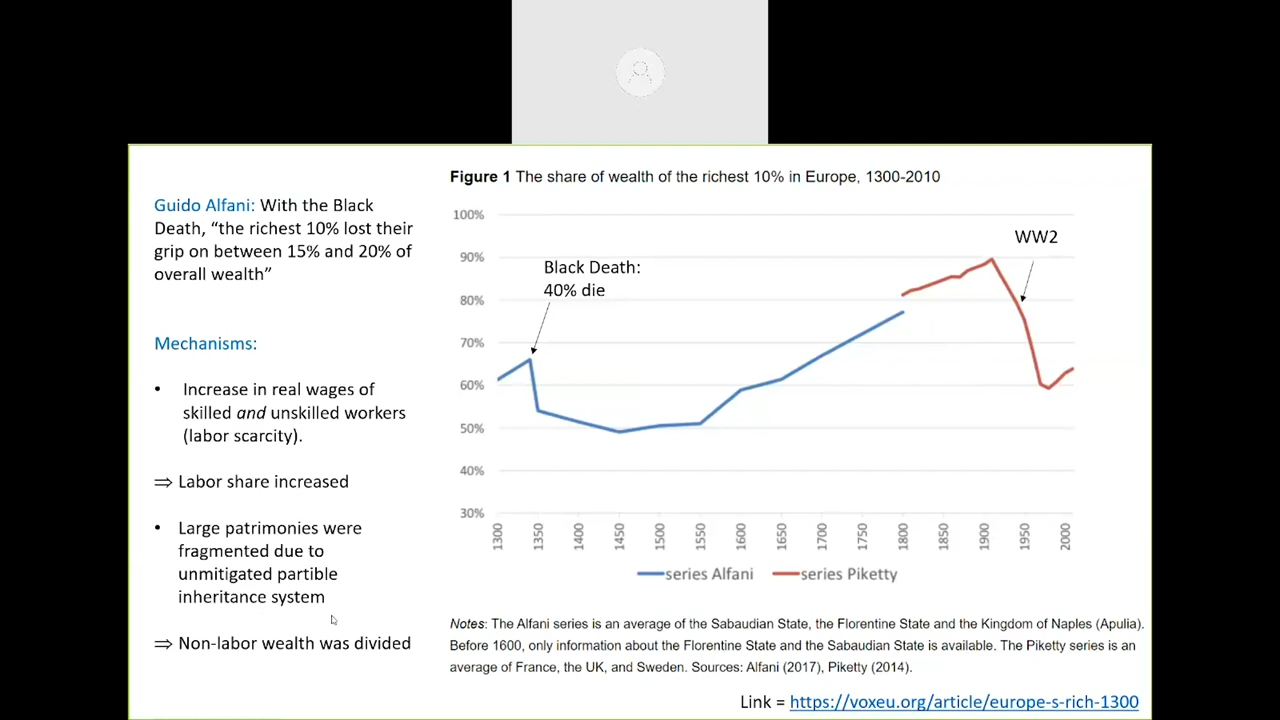 Guido Alfani: With the Black
Death, “the richest 10% lost their
grip on between 15% and 20% of
overall wealth”
Mechanisms:
• Increase in real wages of
skilled and unskilled workers
(labor scarcity).
⇒ Labor share increased
• Large patrimonies were
fragmented due to
unmitigated partible
inheritance system
⇒ Non-labor wealth was divided
Figure 1 The share of wealth of the richest 10% in Europe, 1300-2010
100%
90%
80%
70%
60%
50%
40%
30%
Black Death:
40% die
WW2
1300 1350 1400 1450 1500 1550 1600 1650 1700 1750 1800 1850 1900 1950 2000
series Alfani series Piketty
Notes: The Alfani series is an average of the Sabaudian State, the Florentine State and the Kingdom of Naples (Apulia).
Before 1600, only information about the Florentine State and the Sabaudian State is available. The Piketty series is an
average of France, the UK, and Sweden. Sources: Alfani (2017), Piketty (2014).
Link = https://voxeu.org/article/europe-s-rich-1300